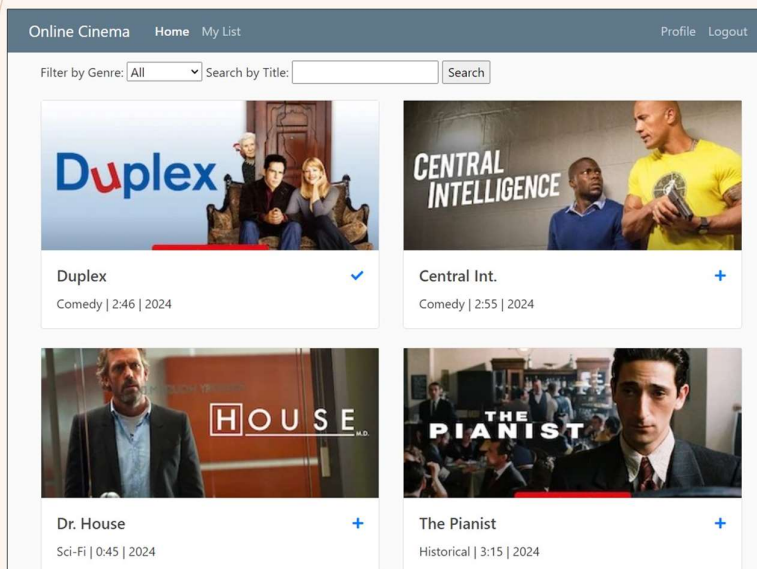 Online Cinema Home My List Profile Logout
Filter by Genre: All Search by Title: Search
Duplex
CENTRAL
INTELLIGENCE
Duplex
Comedy | 2:46 | 2024
Central Int.
Comedy | 2:55 | 2024
HOUSE
M.D.
THE
PIANIST
Dr. House
Sci-Fi | 0:45 | 2024
The Pianist
Historical | 3:15 | 2024